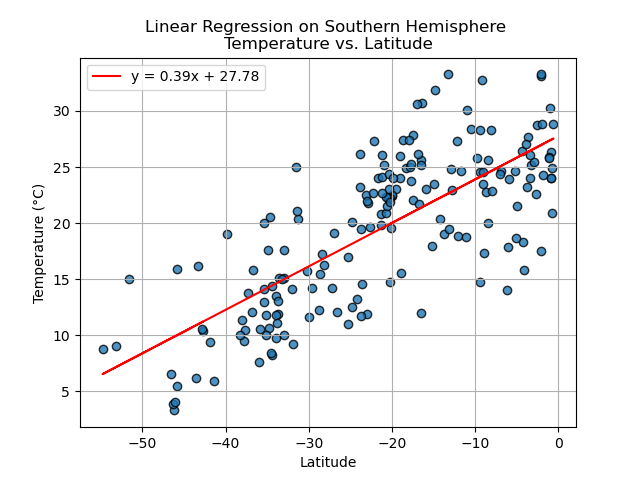 Linear Regression on Southern Hemisphere
Temperature vs. Latitude
y = 0.39x + 27.78
Temperature (°C)
30
25
20
15
10
5
−50
−40
−30
−20
−10
0
Latitude